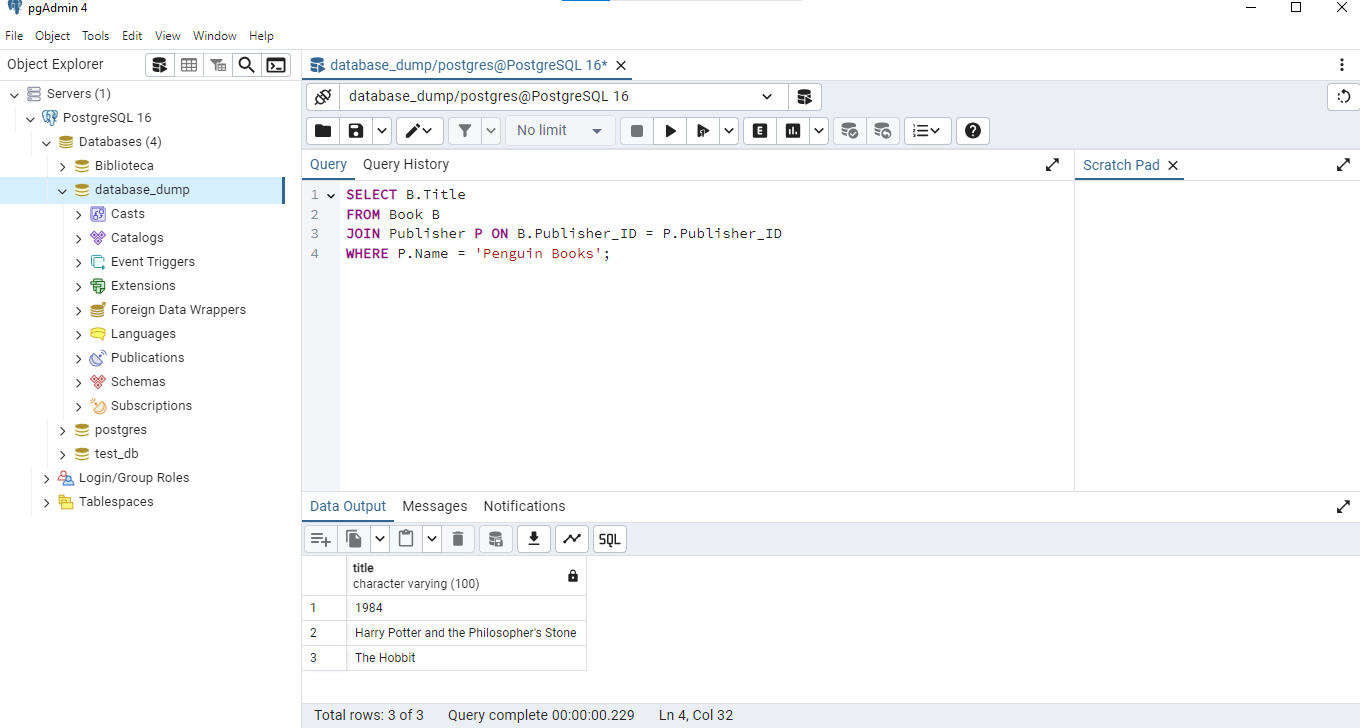 pgAdmin 4
File Object Tools Edit View Window Help
Object Explorer
database_dump/postgres@PostgreSQL 16*
Servers (1)
PostgreSQL 16
Databases (4)
Biblioteca
database_dump
Casts
Catalogs
Event Triggers
Extensions
Foreign Data Wrappers
Languages
Publications
Schemas
Subscriptions
postgres
test_db
Login/Group Roles
Tablespaces
database_dump/postgres@PostgreSQL 16
No limit
E
Query Query History
Scratch Pad
1 SELECT B.Title
2 FROM Book B
3 JOIN Publisher P ON B.Publisher_ID = P.Publisher_ID
4 WHERE P.Name = 'Penguin Books';
Data Output Messages Notifications
SQL
title
character varying (100)
1 1984
2 Harry Potter and the Philosopher's Stone
3 The Hobbit
Total rows: 3 of 3 Query complete 00:00:00.229 Ln 4, Col 32